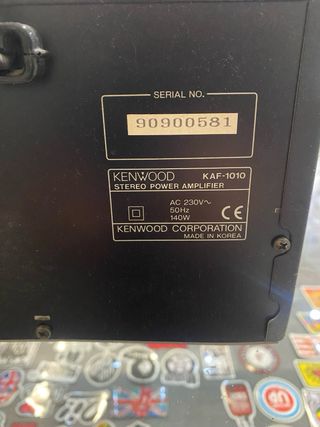 SERIAL NO.
90900581
KENWOOD KAF-1010
STEREO POWER AMPLIFIER
AC 230V~
50Hz
140W
CE
KENWOOD CORPORATION
MADE IN KOREA